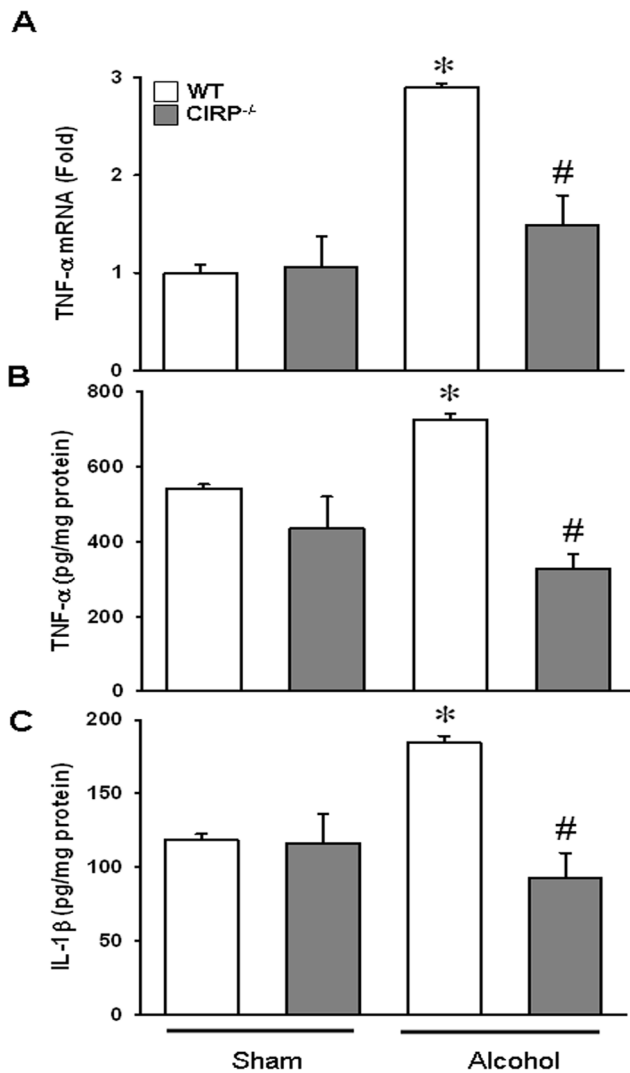 A
TNF-α mRNA (Fold)
3
2
1
0
WT
CIRP-/-
*
#
B
TNF-α (pg/mg protein)
800
600
400
200
0
*
#
C
IL-1β (pg/mg protein)
200
150
100
50
0
*
#
Sham Alcohol